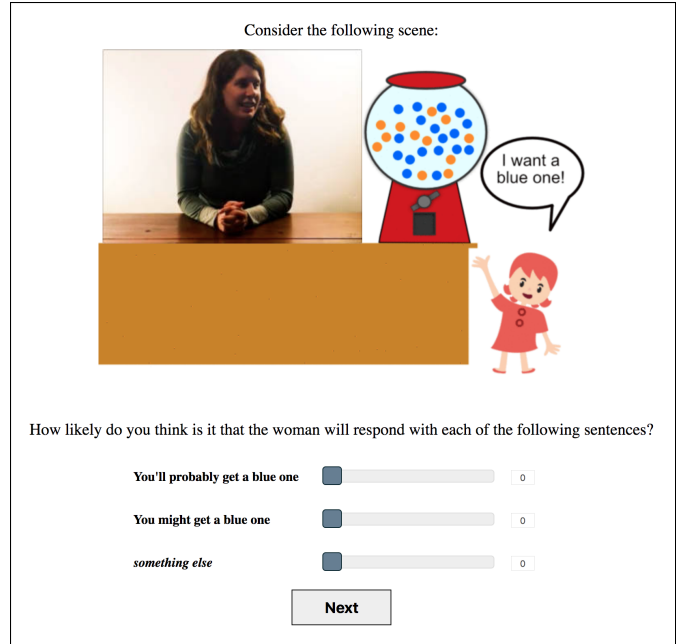 Consider the following scene:
I want a
blue one!
How likely do you think is it that the woman will respond with each of the following sentences?
You'll probably get a blue one
0
You might get a blue one
0
something else
0
Next